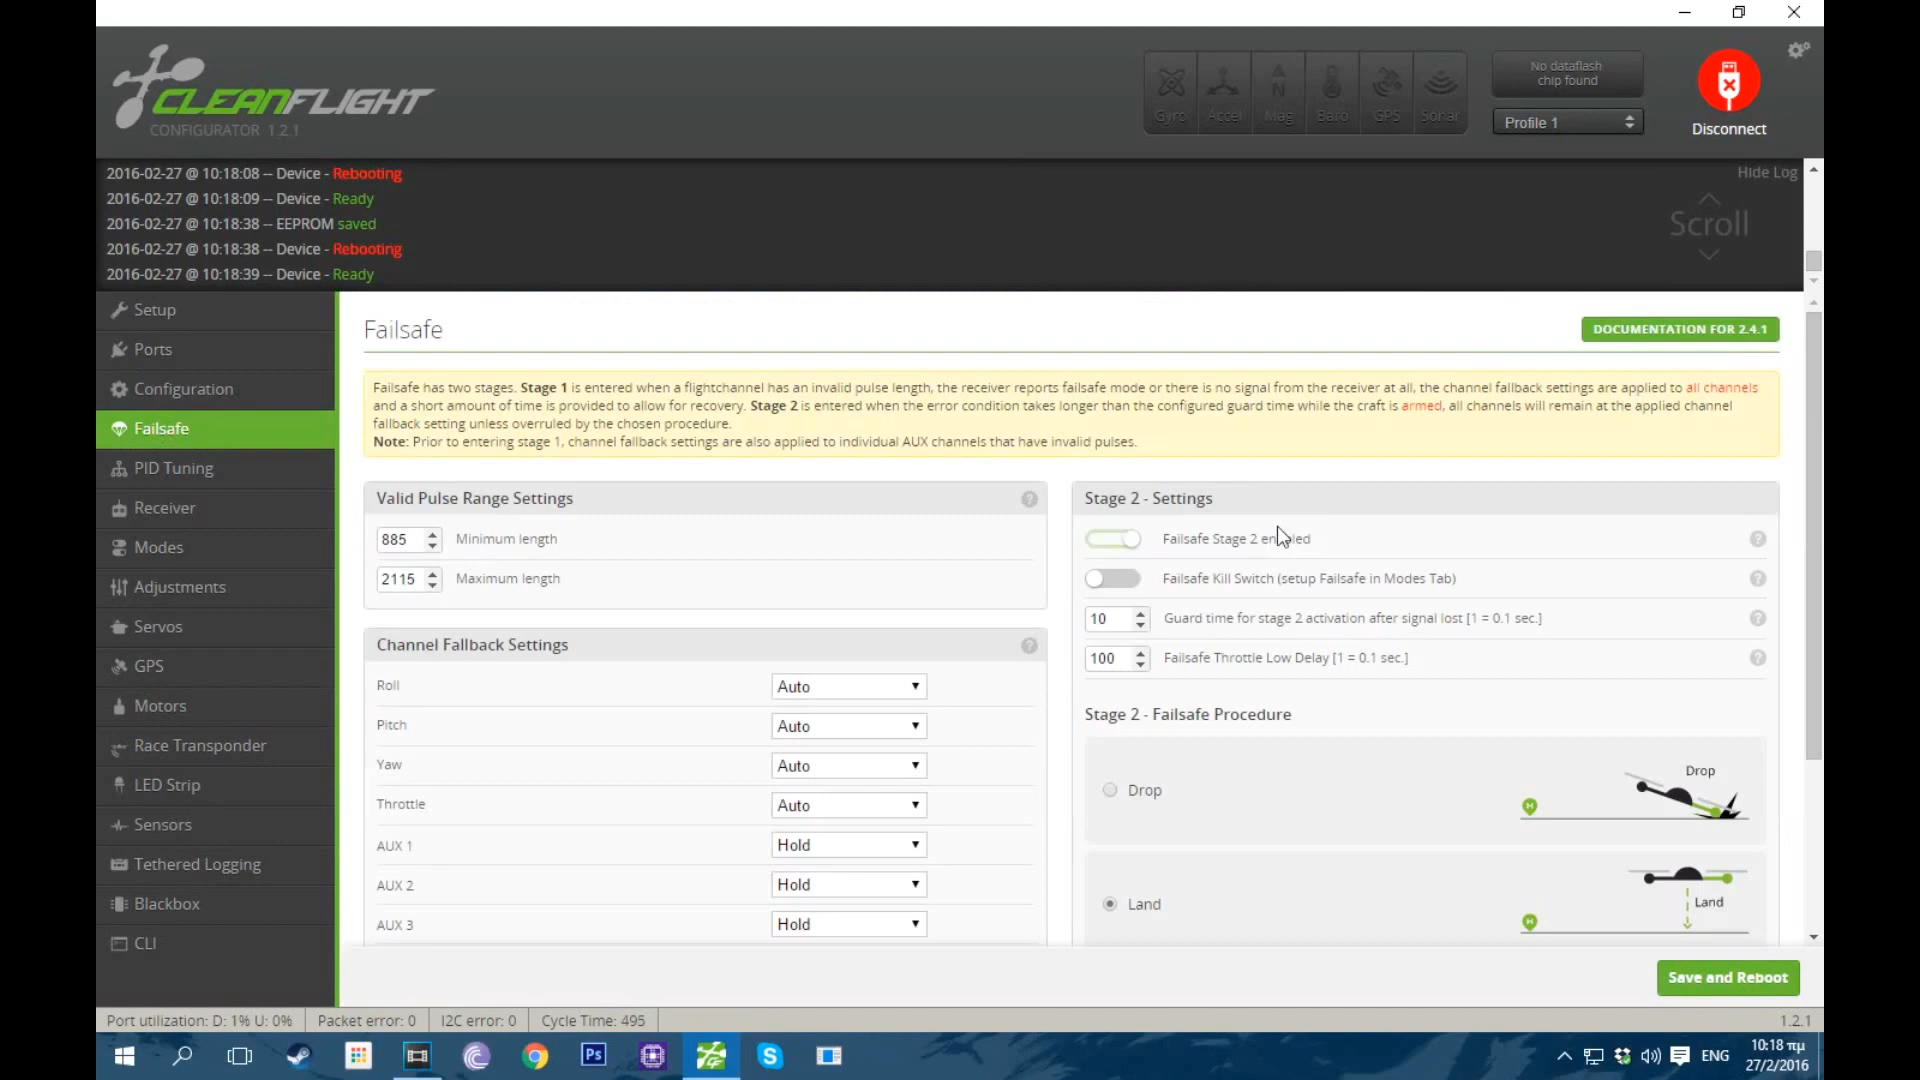 CLEANFLIGHT
CONFIGURATOR 1.2.1
Gyro
Accel
Mag
Baro
GPS
Sonar
No dataflash
chip found
Profile 1
Disconnect
2016-02-27 @ 10:18:08 -- Device - Rebooting
2016-02-27 @ 10:18:09 -- Device - Ready
2016-02-27 @ 10:18:38 -- EEPROM saved
2016-02-27 @ 10:18:38 -- Device - Rebooting
2016-02-27 @ 10:18:39 -- Device - Ready
Hide Log
Scroll
Setup
Ports
Configuration
Failsafe
PID Tuning
Receiver
Modes
Adjustments
Servos
GPS
Motors
Race Transponder
LED Strip
Sensors
Tethered Logging
Blackbox
CLI
Failsafe
DOCUMENTATION FOR 2.4.1
Failsafe has two stages. Stage 1 is entered when a flightchannel has an invalid pulse length, the receiver reports failsafe mode or there is no signal from the receiver at all, the channel fallback settings are applied to all channels
and a short amount of time is provided to allow for recovery. Stage 2 is entered when the error condition takes longer than the configured guard time while the craft is armed, all channels will remain at the applied channel
fallback setting unless overruled by the chosen procedure.
Note: Prior to entering stage 1, channel fallback settings are also applied to individual AUX channels that have invalid pulses.
Valid Pulse Range Settings
885 Minimum length
2115 Maximum length
Channel Fallback Settings
Roll Auto
Pitch Auto
Yaw Auto
Throttle Auto
AUX 1 Hold
AUX 2 Hold
AUX 3 Hold
Stage 2 - Settings
Failsafe Stage 2 enabled
Failsafe Kill Switch (setup Failsafe in Modes Tab)
10 Guard time for stage 2 activation after signal lost [1 = 0.1 sec.]
100 Failsafe Throttle Low Delay [1 = 0.1 sec.]
Stage 2 - Failsafe Procedure
Drop
Drop
Land
Land
Save and Reboot
Port utilization: D: 1% U: 0%
Packet error: 0
I2C error: 0
Cycle Time: 495
1.2.1
Ps
ENG
10:18 πμ
27/2/2016